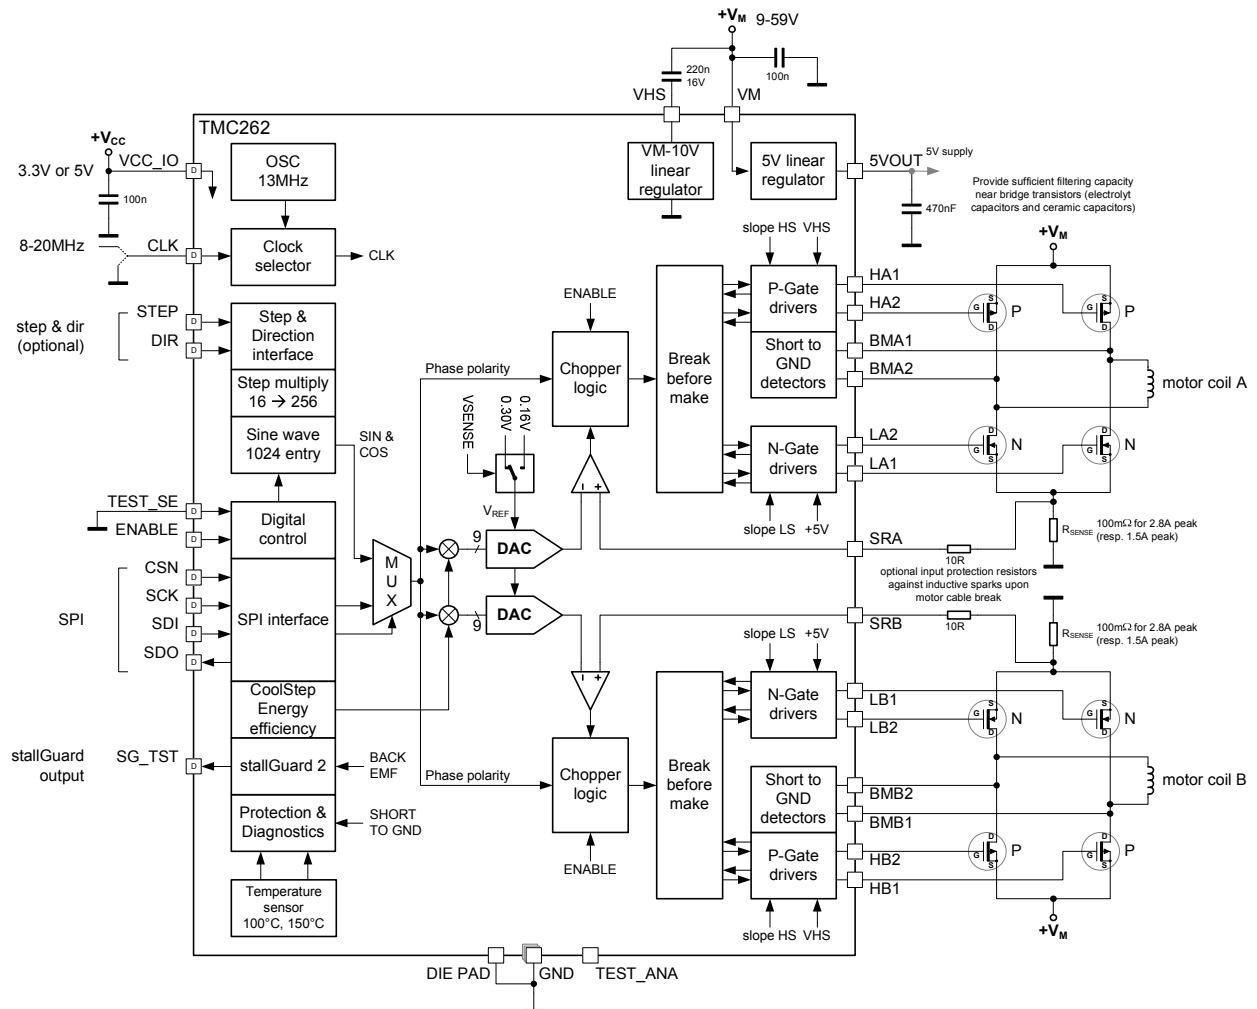 +VM 9-59V
220n
16V
100n
VHS
VM
TMC262
+VCC
3.3V or 5V
VCC_IO
D
100n
OSC
13MHz
VM-10V
linear
regulator
5V linear
regulator
5VOUT
5V supply
470nF
Provide sufficient filtering capacity
near bridge transistors (electrolyt
capacitors and ceramic capacitors)
+VM
8-20MHz
CLK
D
Clock
selector
CLK
slope HS
VHS
step & dir
(optional)
STEP
D
DIR
D
Step &
Direction
interface
Step multiply
16 → 256
Sine wave
1024 entry
SIN &
COS
ENABLE
Chopper
logic
Phase polarity
VSENSE
0.30V
0.16V
VREF
Break
before
make
P-Gate
drivers
Short to
GND
detectors
N-Gate
drivers
slope LS
+5V
HA1
HA2
BMA1
BMA2
LA2
LA1
S
G
D
P
S
G
D
P
motor coil A
D
G
S
N
D
G
S
N
TEST_SE
D
ENABLE
D
Digital
control
SPI
CSN
D
SCK
D
SDI
D
SDO
D
SPI interface
M
U
X
9
DAC
9
DAC
- +
- +
SRA
10R
RSENSE
100mΩ for 2.8A peak
(resp. 1.5A peak)
optional input protection resistors
against inductive sparks upon
motor cable break
SRB
10R
RSENSE
100mΩ for 2.8A peak
(resp. 1.5A peak)
CoolStep
Energy
efficiency
stallGuard
output
SG_TST
D
stallGuard 2
BACK
EMF
Protection &
Diagnostics
SHORT
TO GND
Temperature
sensor
100°C, 150°C
Phase polarity
Chopper
logic
ENABLE
Break
before
make
slope LS
+5V
N-Gate
drivers
Short to
GND
detectors
P-Gate
drivers
slope HS
VHS
LB1
LB2
BMB2
BMB1
HB2
HB1
S
G
D
N
S
G
D
N
motor coil B
D
G
S
P
D
G
S
P
+VM
DIE PAD
GND
TEST_ANA